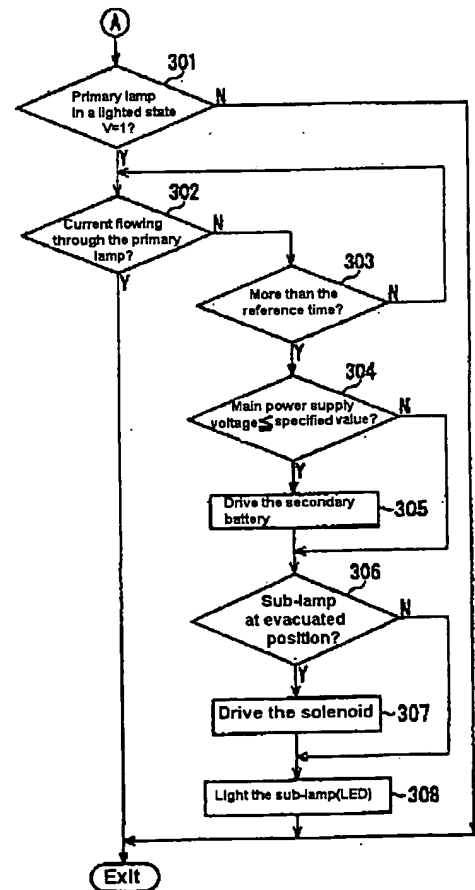 A
301
Primary lamp
in a lighted state
V=1?
N
Y
302
Current flowing
through the primary
lamp?
N
Y
303
More than the
reference time?
N
Y
304
Main power supply
voltage≦specified value?
N
Y
Drive the secondary
battery
305
306
Sub-lamp
at evacuated
position?
N
Y
Drive the solenoid
307
Light the sub-lamp(LED)
308
Exit